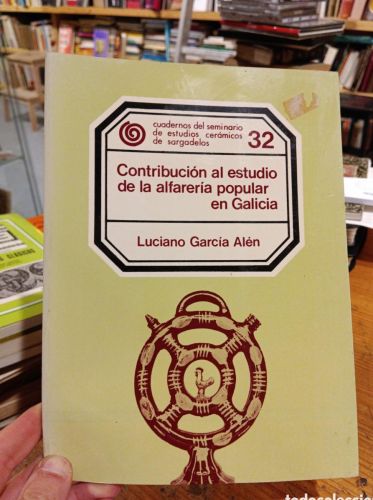 cuadernos del seminario
de estudios cerámicos
de sargadelos
32
Contribución al estudio
de la alfarería popular
en Galicia
Luciano García Alén